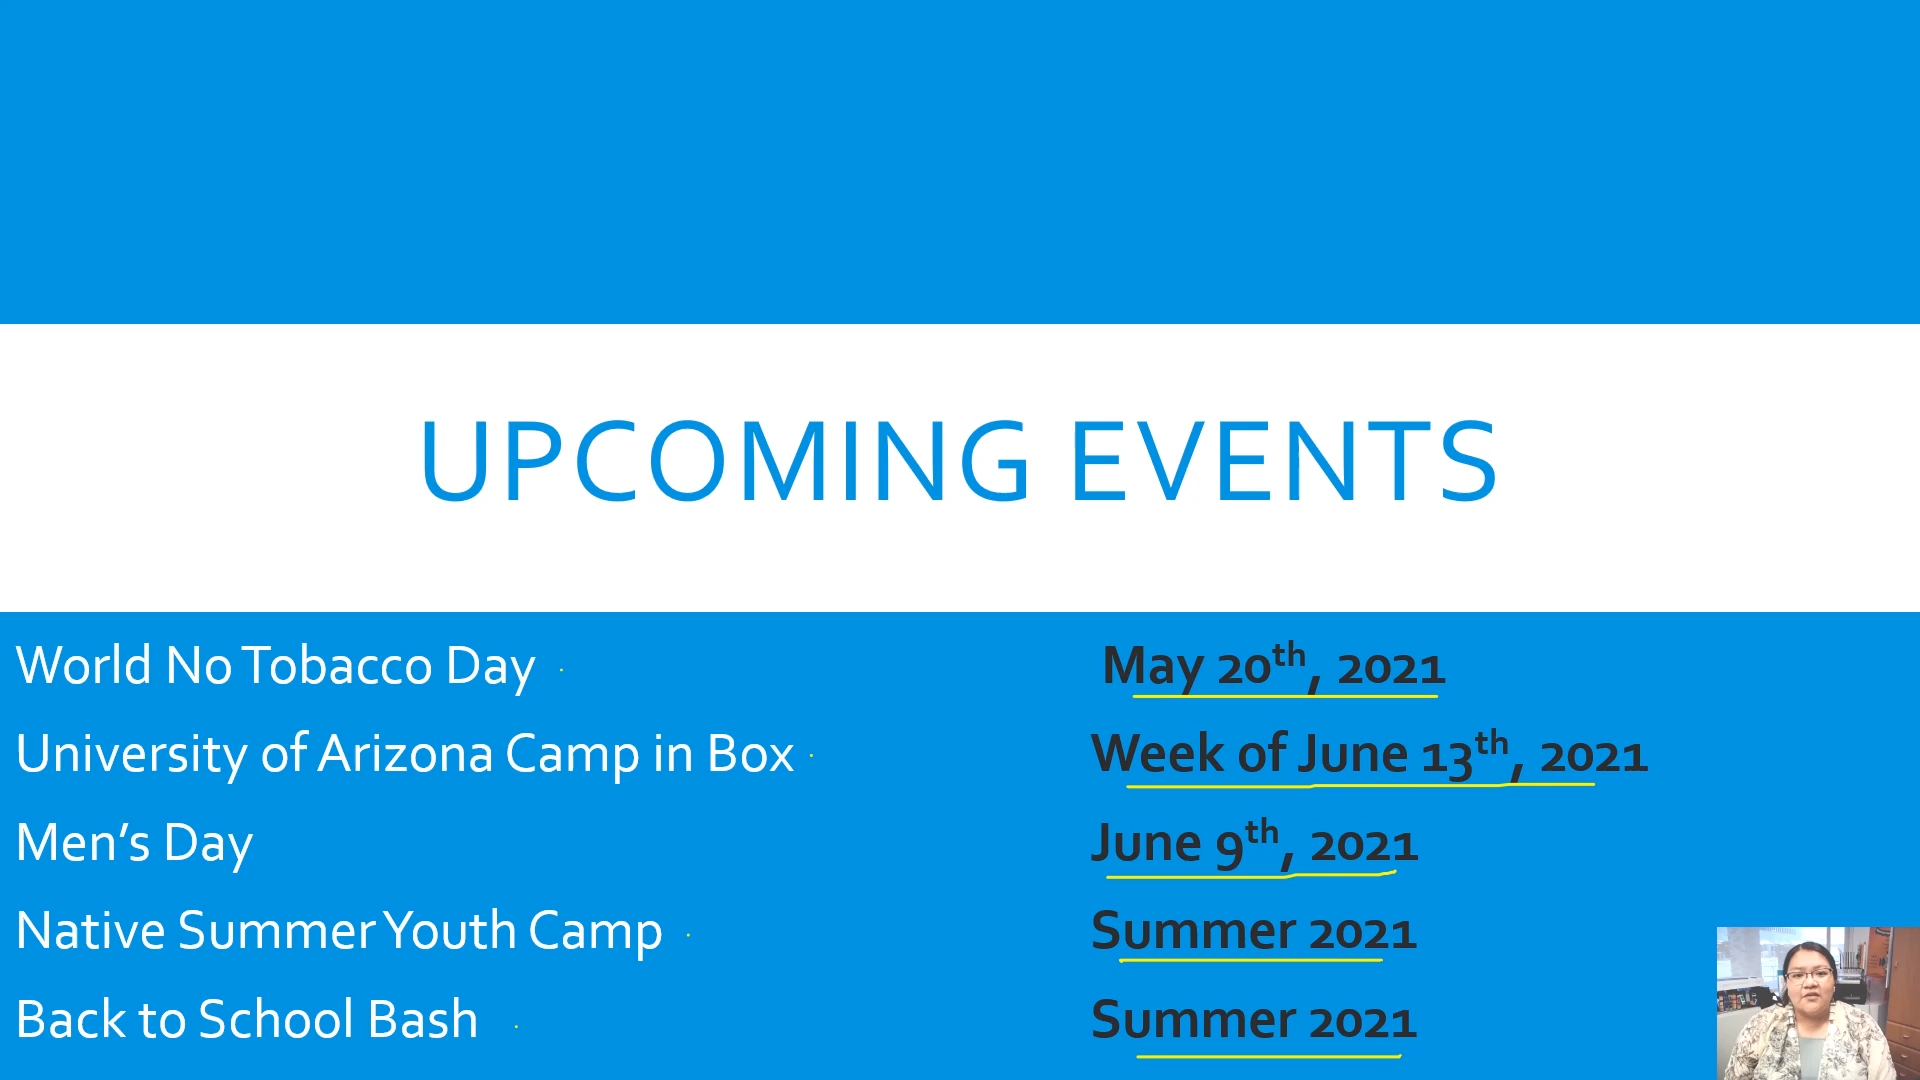 UPCOMING EVENTS
World No Tobacco Day May 20th, 2021
University of Arizona Camp in Box Week of June 13th, 2021
Men’s Day June 9th, 2021
Native Summer Youth Camp Summer 2021
Back to School Bash Summer 2021